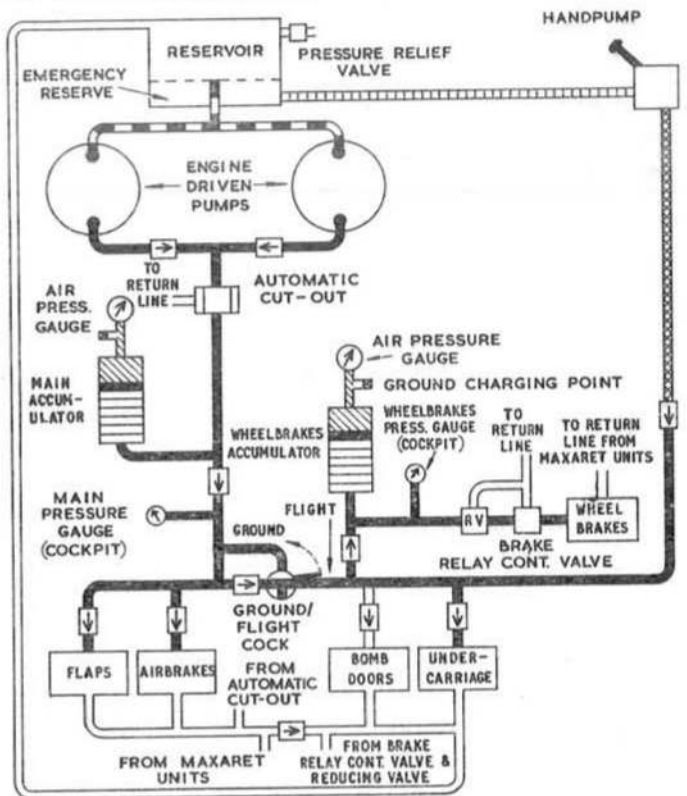 HANDPUMP
RESERVOIR
PRESSURE RELIEF
VALVE
EMERGENCY
RESERVE
ENGINE
DRIVEN
PUMPS
TO
RETURN
LINE
AUTOMATIC
CUT-OUT
AIR
PRESS.
GAUGE
AIR PRESSURE
GAUGE
MAIN
ACCUM-
ULATOR
GROUND CHARGING POINT
WHEELBRAKES
PRESS. GAUGE
(COCKPIT)
TO
RETURN
LINE
TO RETURN
LINE FROM
MAXARET UNITS
WHEELBRAKES
ACCUMULATOR
MAIN
PRESSURE
GAUGE
(COCKPIT)
GROUND
FLIGHT
RV
WHEEL
BRAKES
BRAKE
RELAY CONT. VALVE
GROUND/
FLIGHT
COCK
FLAPS
AIRBRAKES
FROM
AUTOMATIC
CUT-OUT
BOMB
DOORS
UNDER-
CARRIAGE
FROM MAXARET
UNITS
FROM BRAKE
RELAY CONT. VALVE &
REDUCING VALVE